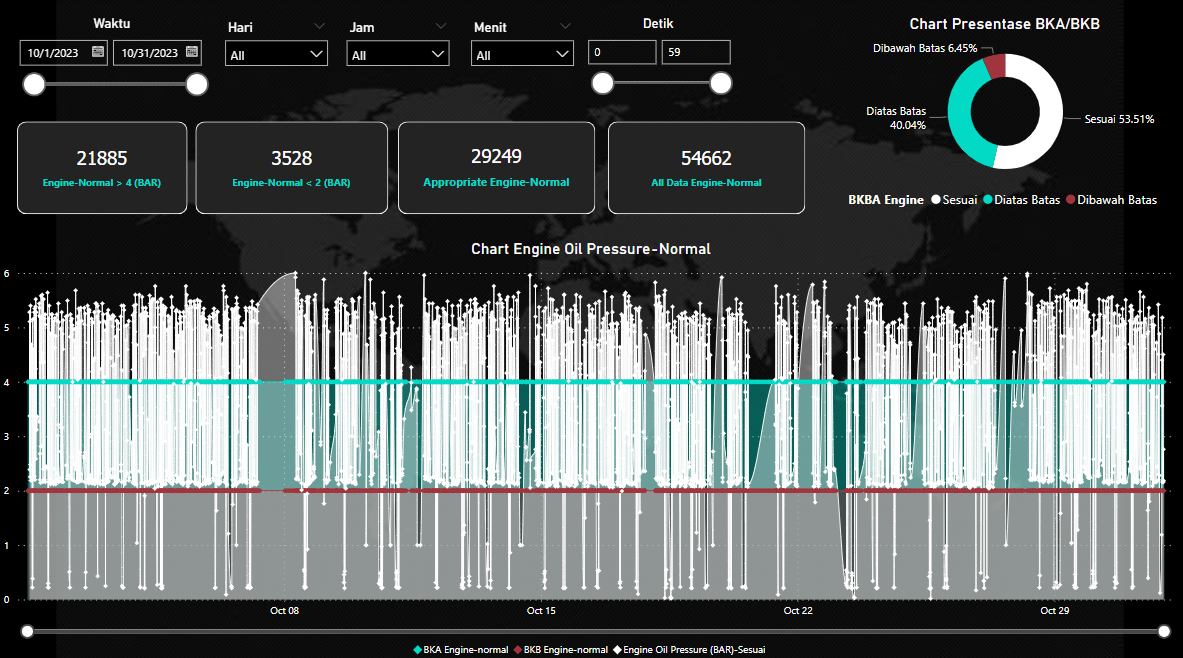 Waktu
10/1/2023
10/31/2023
Hari
All
Jam
All
Menit
All
Detik
0
59
Chart Presentase BKA/BKB
Dibawah Batas 6.45%
Diatas Batas
40.04%
Sesuai 53.51%
BKBA Engine
Sesuai
Diatas Batas
Dibawah Batas
21885
Engine-Normal > 4 (BAR)
3528
Engine-Normal < 2 (BAR)
29249
Appropriate Engine-Normal
54662
All Data Engine-Normal
Chart Engine Oil Pressure-Normal
6
5
4
3
2
1
0
Oct 08
Oct 15
Oct 22
Oct 29
BKA Engine-normal
BKB Engine-normal
Engine Oil Pressure (BAR)-Sesuai